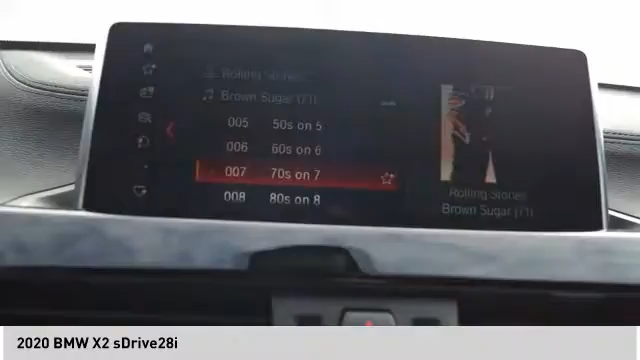 Rolling Stones
Brown Sugar (71)
005 50s on 5
006 60s on 6
007 70s on 7
008 80s on 8
Rolling Stones
Brown Sugar (71)
2020 BMW X2 sDrive28i